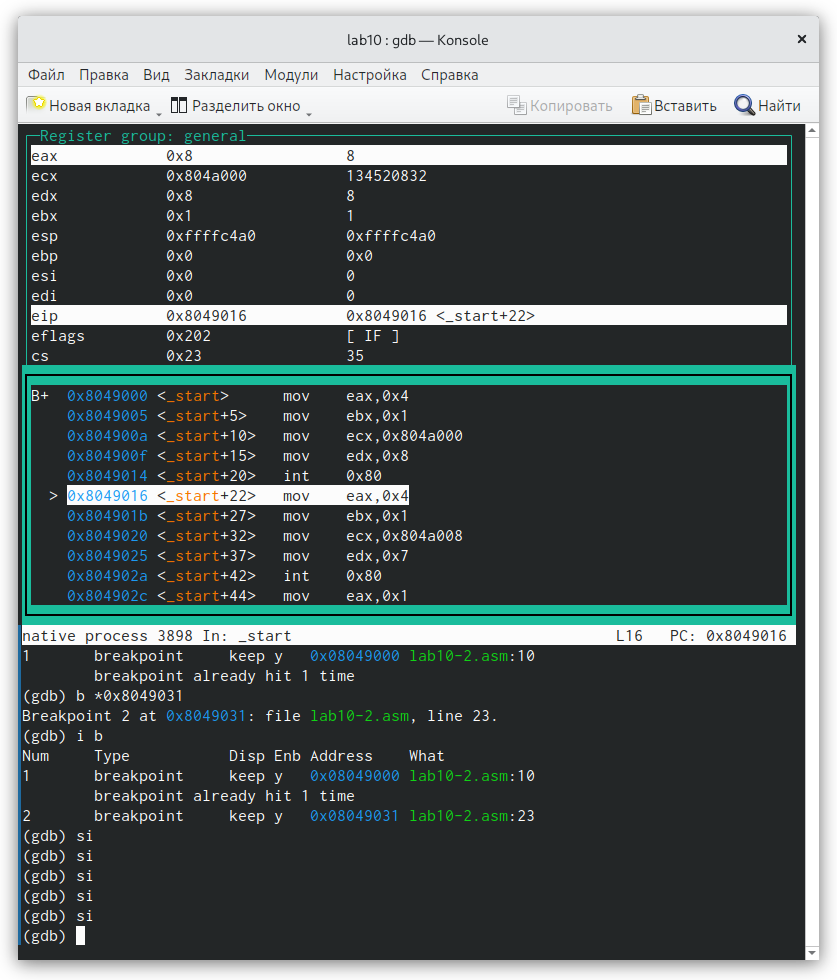 lab10 : gdb — Konsole
Файл Правка Вид Закладки Модули Настройка Справка
Новая вкладка Разделить окно Копировать Вставить Найти
Register group: general
eax 0x8 8
ecx 0x804a000 134520832
edx 0x8 8
ebx 0x1 1
esp 0xffffc4a0 0xffffc4a0
ebp 0x0 0x0
esi 0x0 0
edi 0x0 0
eip 0x8049016 0x8049016 <_start+22>
eflags 0x202 [ IF ]
cs 0x23 35
B+ 0x8049000 <_start> mov eax,0x4
0x8049005 <_start+5> mov ebx,0x1
0x804900a <_start+10> mov ecx,0x804a000
0x804900f <_start+15> mov edx,0x8
0x8049014 <_start+20> int 0x80
> 0x8049016 <_start+22> mov eax,0x4
0x804901b <_start+27> mov ebx,0x1
0x8049020 <_start+32> mov ecx,0x804a008
0x8049025 <_start+37> mov edx,0x7
0x804902a <_start+42> int 0x80
0x804902c <_start+44> mov eax,0x1
native process 3898 In: _start L16 PC: 0x8049016
1 breakpoint keep y 0x08049000 lab10-2.asm:10
breakpoint already hit 1 time
(gdb) b *0x8049031
Breakpoint 2 at 0x8049031: file lab10-2.asm, line 23.
(gdb) i b
Num Type Disp Enb Address What
1 breakpoint keep y 0x08049000 lab10-2.asm:10
breakpoint already hit 1 time
2 breakpoint keep y 0x08049031 lab10-2.asm:23
(gdb) si
(gdb) si
(gdb) si
(gdb) si
(gdb) si
(gdb)